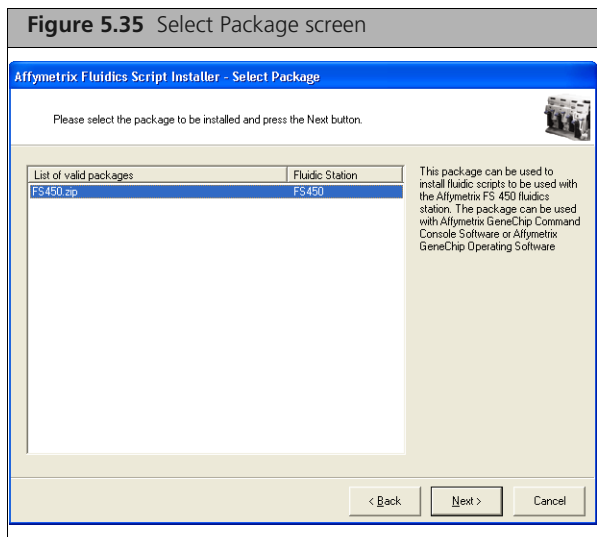 Figure 5.35 Select Package screen
Affymetrix Fluidics Script Installer - Select Package
Please select the package to be installed and press the Next button.
List of valid packages Fluidic Station
FS450.zip FS450
This package can be used to
install fluidic scripts to be used with
the Affymetrix FS 450 fluidics
station. The package can be used
with Affymetrix GeneChip Command
Console Software or Affymetrix
GeneChip Operating Software
< Back Next > Cancel